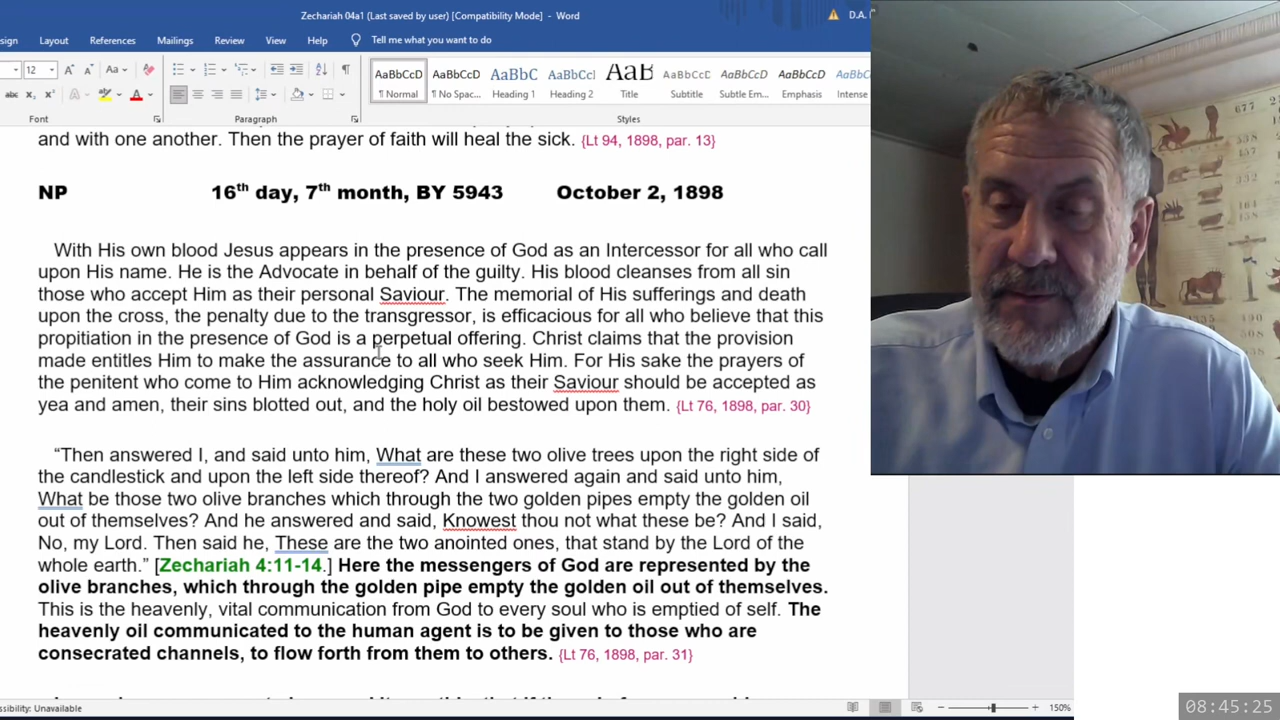 Zechariah 04a1 (Last saved by user) [Compatibility Mode] - Word
D.A.
sign Layout References Mailings Review View Help Tell me what you want to do
12 Aa
AaBbCcD AaBbCcD AaBbC AaBbCcl AaB AaBbCcD AaBbCcD AaBbCcD AaBbCc
¶ Normal ¶ No Spac... Heading 1 Heading 2 Title Subtitle Subtle Em... Emphasis Intense
Font Paragraph Styles
and with one another. Then the prayer of faith will heal the sick. {Lt 94, 1898, par. 13}
NP 16th day, 7th month, BY 5943 October 2, 1898
With His own blood Jesus appears in the presence of God as an Intercessor for all who call
upon His name. He is the Advocate in behalf of the guilty. His blood cleanses from all sin
those who accept Him as their personal Saviour. The memorial of His sufferings and death
upon the cross, the penalty due to the transgressor, is efficacious for all who believe that this
propitiation in the presence of God is a perpetual offering. Christ claims that the provision
made entitles Him to make the assurance to all who seek Him. For His sake the prayers of
the penitent who come to Him acknowledging Christ as their Saviour should be accepted as
yea and amen, their sins blotted out, and the holy oil bestowed upon them. {Lt 76, 1898, par. 30}
“Then answered I, and said unto him, What are these two olive trees upon the right side of
the candlestick and upon the left side thereof? And I answered again and said unto him,
What be those two olive branches which through the two golden pipes empty the golden oil
out of themselves? And he answered and said, Knowest thou not what these be? And I said,
No, my Lord. Then said he, These are the two anointed ones, that stand by the Lord of the
whole earth.” [Zechariah 4:11-14.] Here the messengers of God are represented by the
olive branches, which through the golden pipe empty the golden oil out of themselves.
This is the heavenly, vital communication from God to every soul who is emptied of self. The
heavenly oil communicated to the human agent is to be given to those who are
consecrated channels, to flow forth from them to others. {Lt 76, 1898, par. 31}
ssibility: Unavailable
150%
677
538
08:45:25